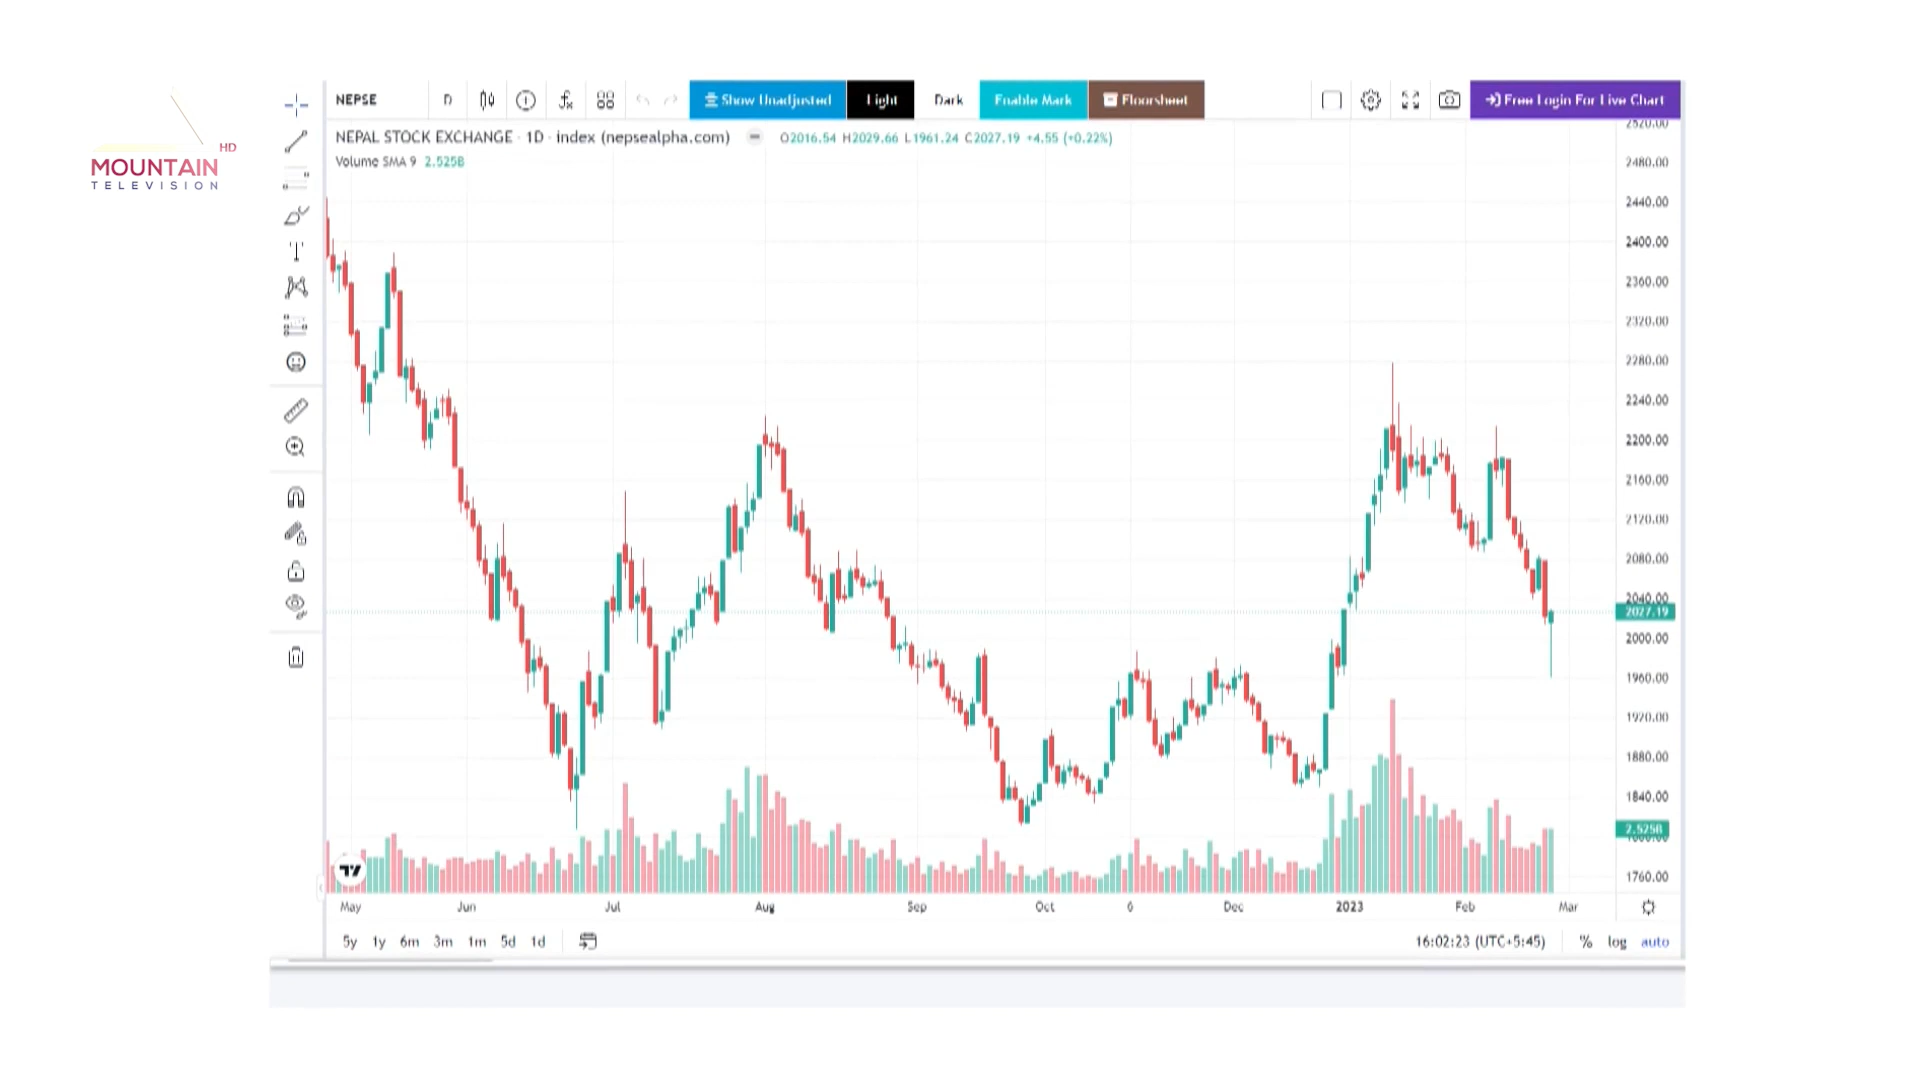 MOUNTAIN HD
TELEVISION
NEPSE D Show Unadjusted Light Dark Enable Mark Floorsheet Free Login For Live Chart
NEPAL STOCK EXCHANGE · 1D · index (nepsealpha.com) O2016.54 H2029.66 L1961.24 C2027.19 +4.55 (+0.22%)
Volume SMA 9 2.525B
2520.00
2480.00
2440.00
2400.00
2360.00
2320.00
2280.00
2240.00
2200.00
2160.00
2120.00
2080.00
2040.00
2027.19
2000.00
1960.00
1920.00
1880.00
1840.00
2.525B
1760.00
May Jun Jul Aug Sep Oct 6 Dec 2023 Feb Mar
5y 1y 6m 3m 1m 5d 1d 16:02:23 (UTC+5:45) % log auto